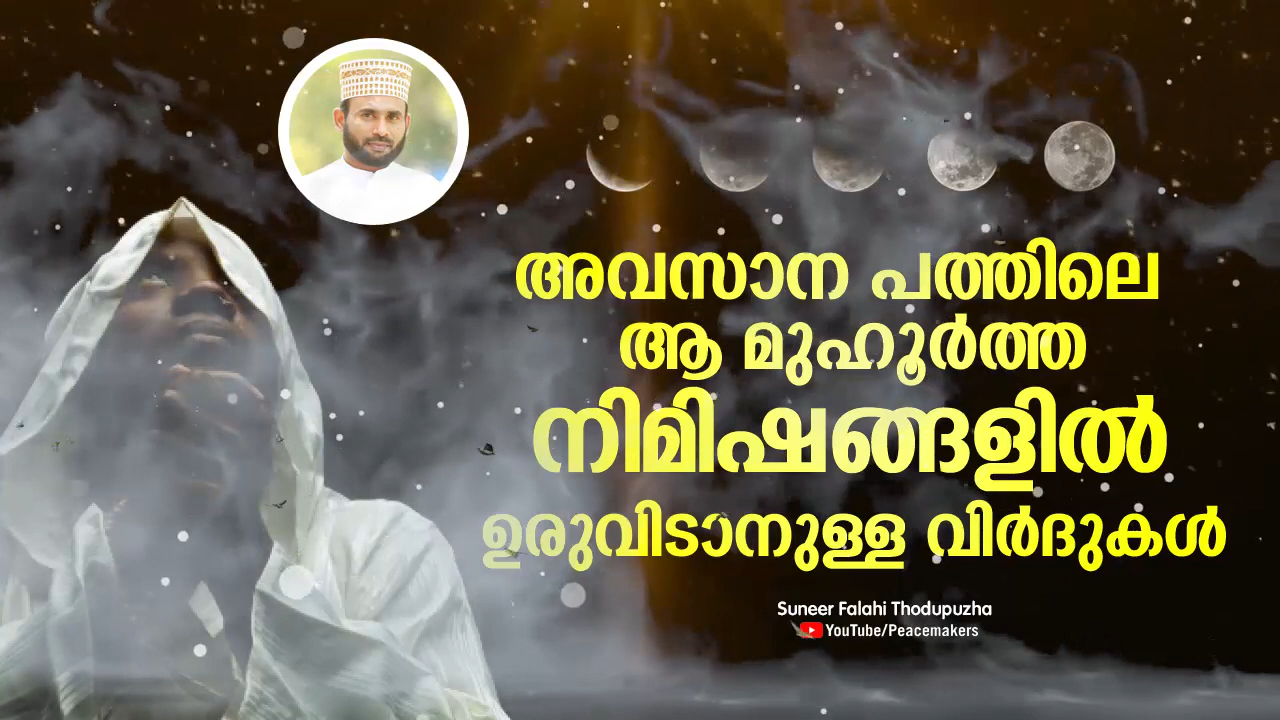 അവസാന പത്തിലെ
ആ മുഹൂർത്ത
നിമിഷങ്ങളിൽ
ഉരുവിടാനുള്ള വിർദുകൾ
Suneer Falahi Thodupuzha
YouTube/Peacemakers